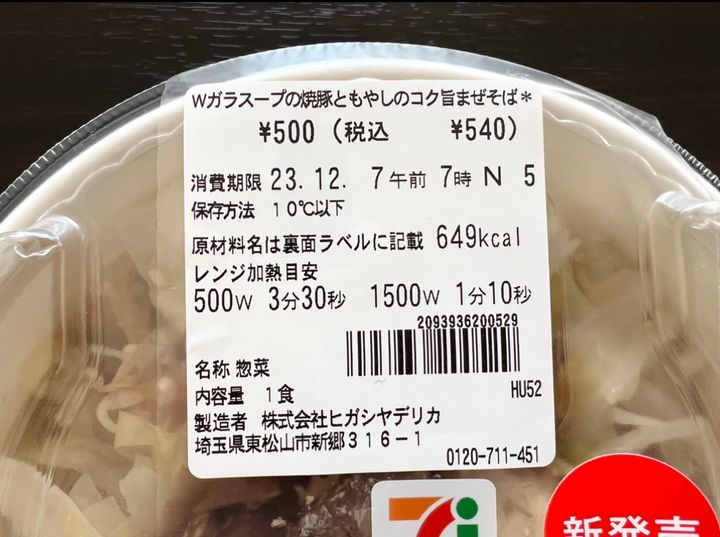 Wガラスープの焼豚ともやしのコク旨まぜそば*
¥500(税込 ¥540)
消費期限 23.12. 7午前 7時 N 5
保存方法 10℃以下
原材料名は裏面ラベルに記載 649kcal
レンジ加熱目安
500W 3分30秒 1500W 1分10秒
2093936200529
名称 惣菜
内容量 1食
HU52
製造者 株式会社ヒガシヤデリカ
埼玉県東松山市新郷316-1
0120-711-451
新発売